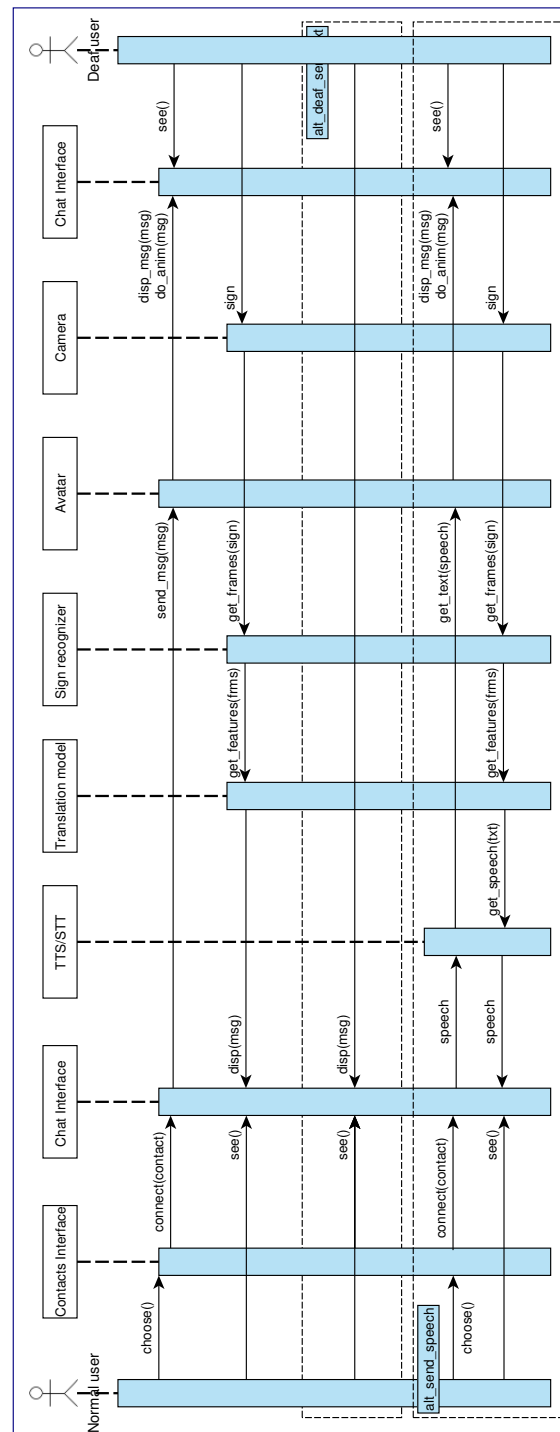 Normal user
Contacts Interface
Chat Interface
TTS/STT
Translation model
Sign recognizer
Avatar
Camera
Chat Interface
Deaf user
choose()
connect(contact)
send_msg(msg)
disp_msg(msg)
do_anim(msg)
see()
see()
disp(msg)
get_features(frms)
get_frames(sign)
sign
see()
disp(msg)
alt_send_speech
choose()
connect(contact)
speech
get_text(speech)
disp_msg(msg)
do_anim(msg)
see()
see()
speech
get_speech(txt)
get_features(frms)
get_frames(sign)
sign